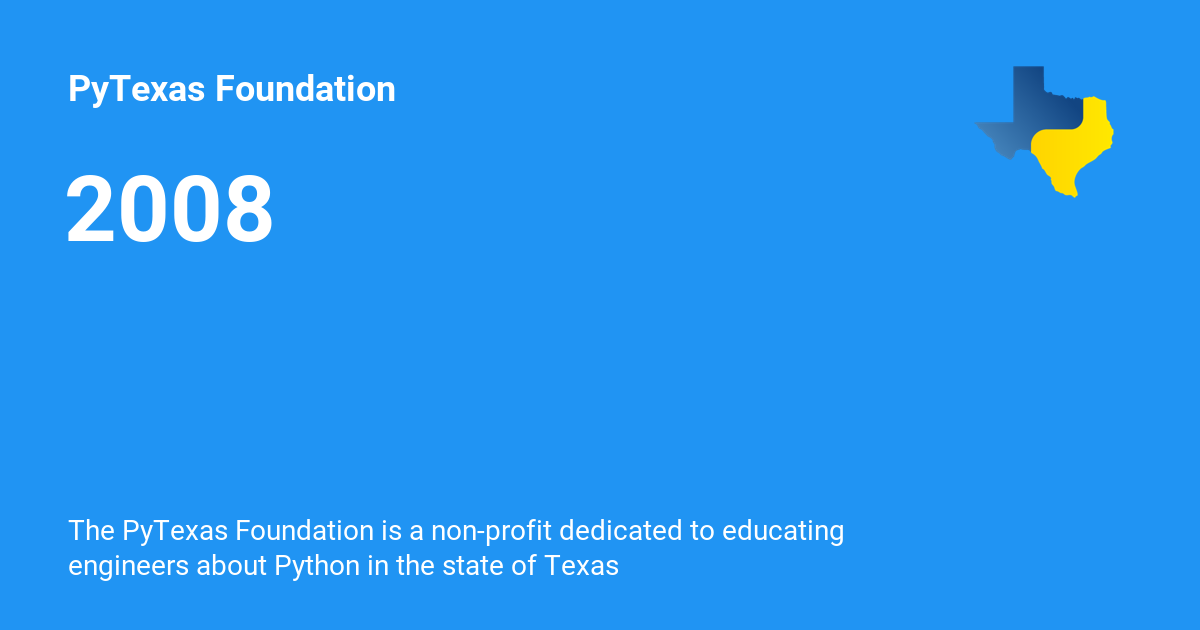 PyTexas Foundation
2008
The PyTexas Foundation is a non-profit dedicated to educating
engineers about Python in the state of Texas